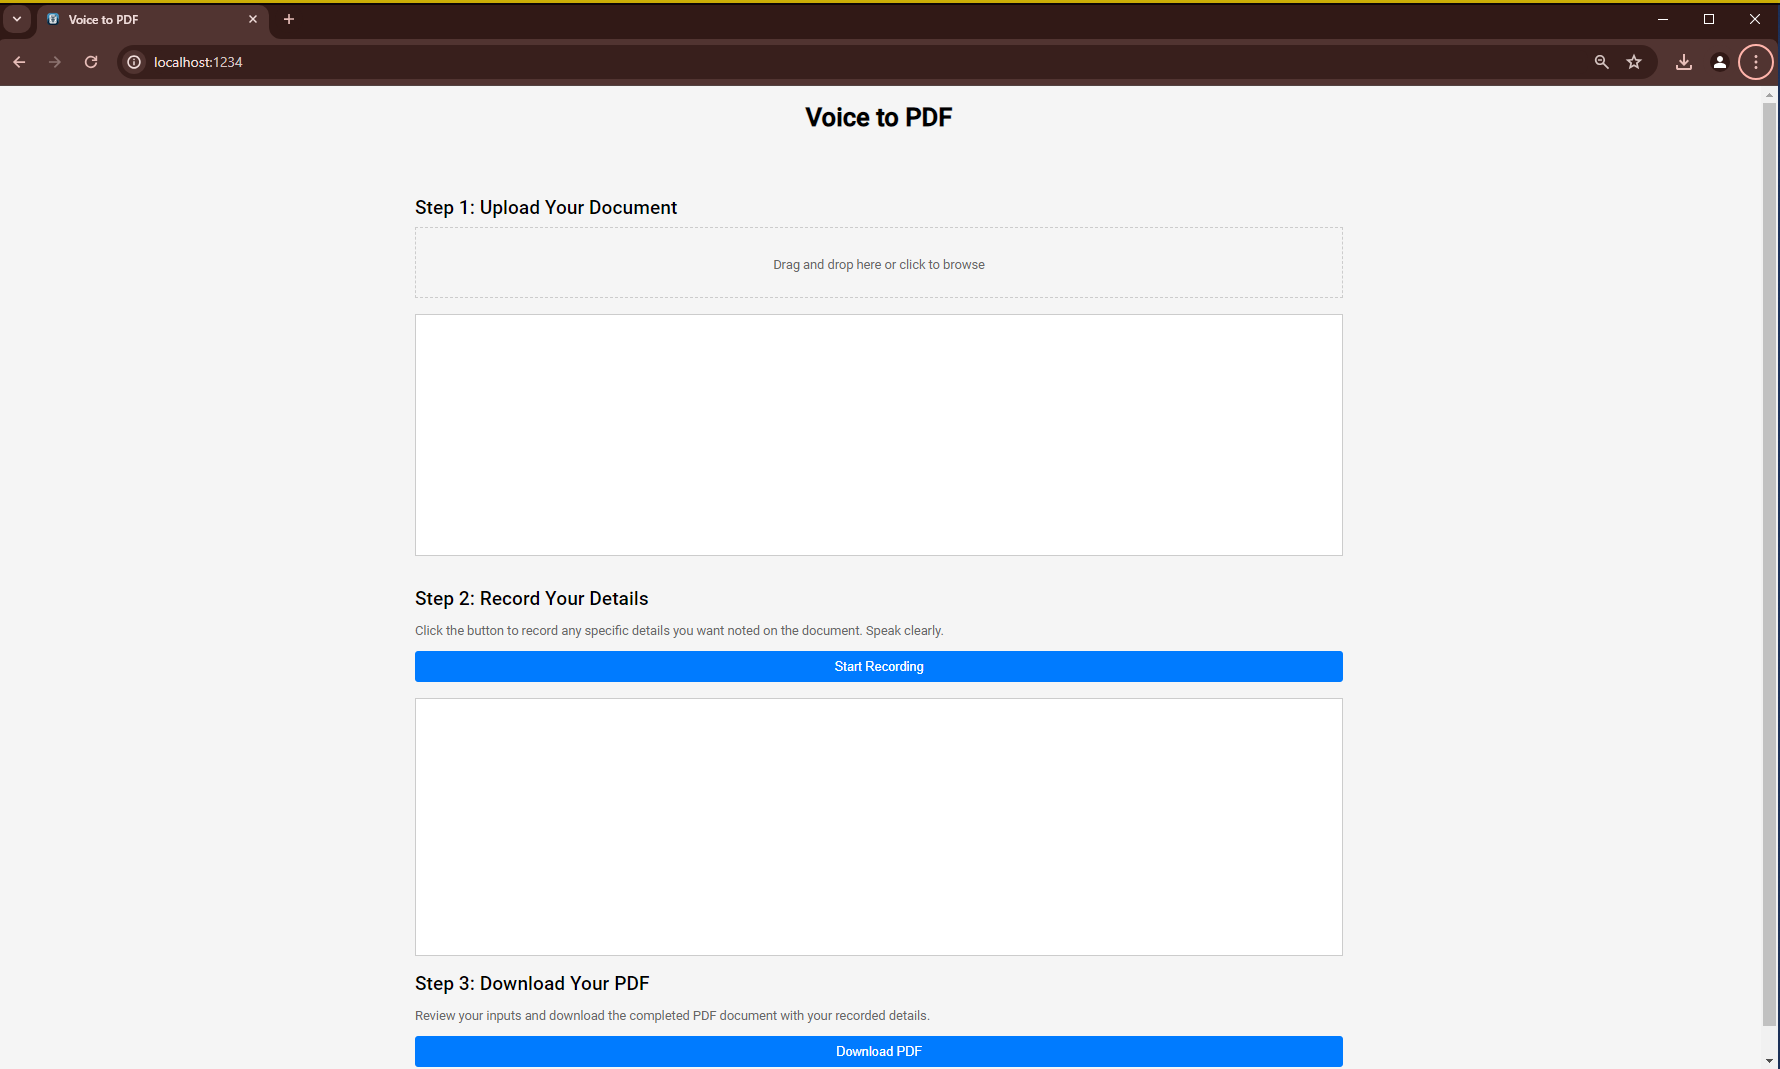 Voice to PDF
localhost:1234
Voice to PDF
Step 1: Upload Your Document
Drag and drop here or click to browse
Step 2: Record Your Details
Click the button to record any specific details you want noted on the document. Speak clearly.
Start Recording
Step 3: Download Your PDF
Review your inputs and download the completed PDF document with your recorded details.
Download PDF